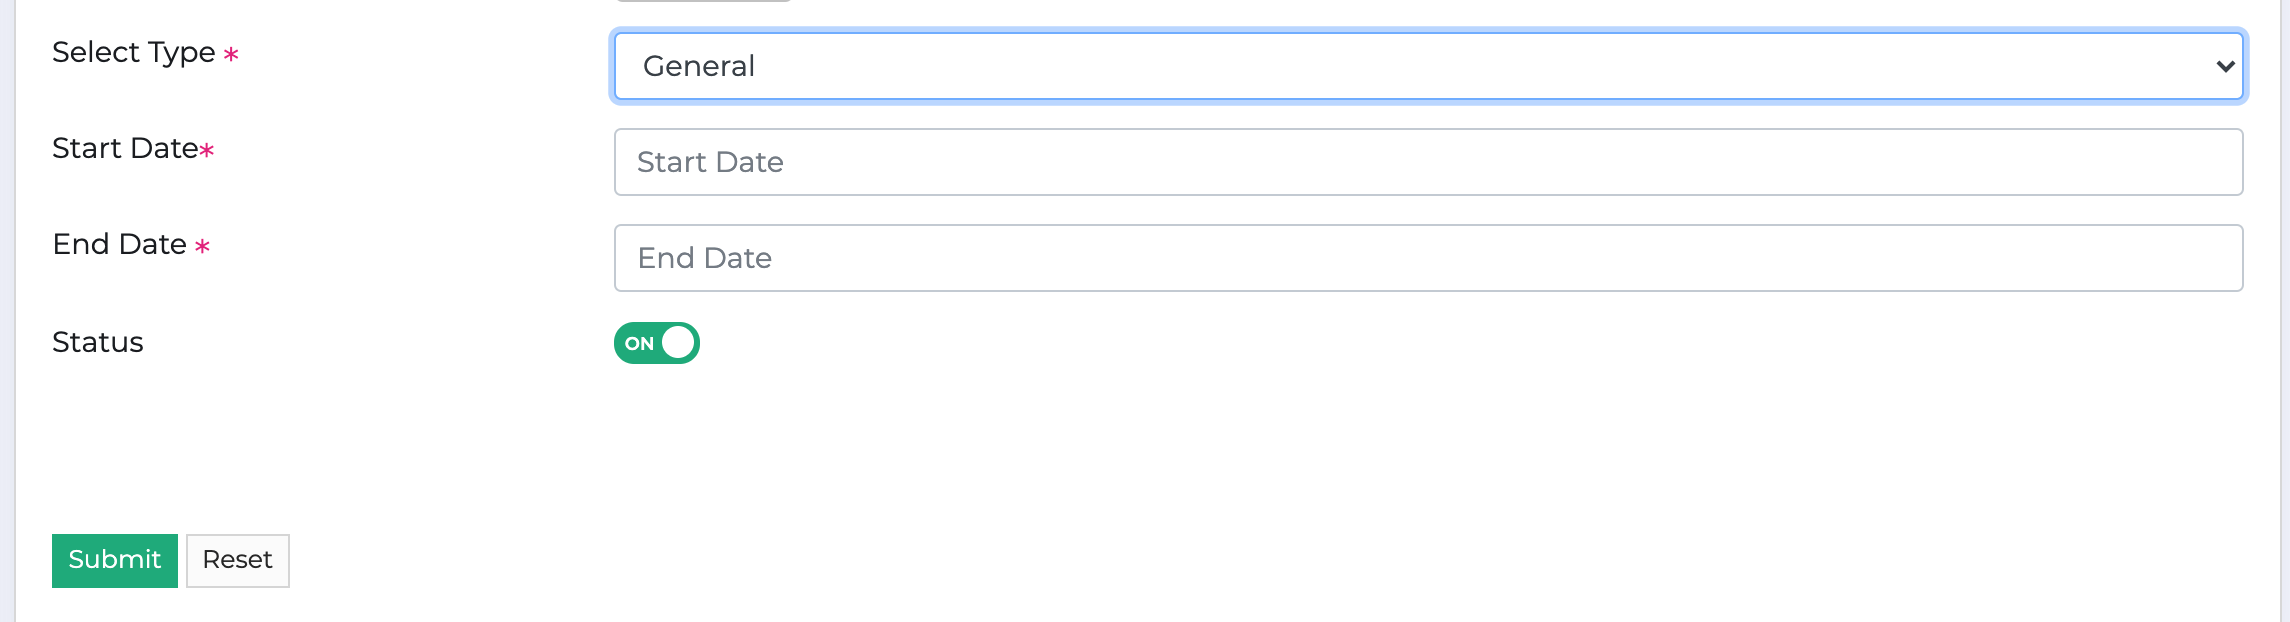 Select Type *
General
Start Date*
Start Date
End Date *
End Date
Status
ON
Submit
Reset